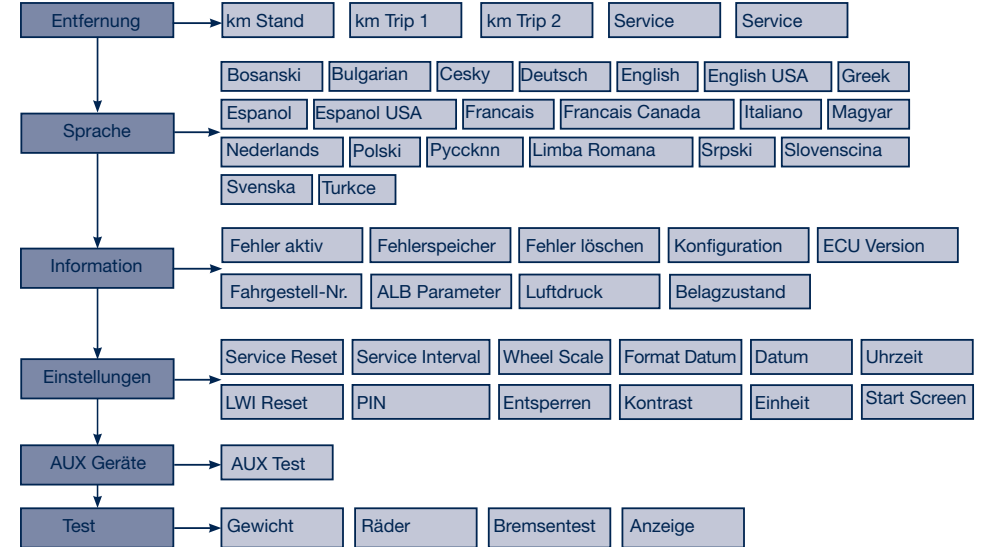 Entfernung km Stand km Trip 1 km Trip 2 Service Service
Bosanski Bulgarian Cesky Deutsch English English USA Greek
Sprache Espanol Espanol USA Francais Francais Canada Italiano Magyar
Nederlands Polski Pyccknn Limba Romana Srpski Slovenscina
Svenska Turkce
Information Fehler aktiv Fehlerspeicher Fehler löschen Konfiguration ECU Version
Fahrgestell-Nr. ALB Parameter Luftdruck Belagzustand
Einstellungen Service Reset Service Interval Wheel Scale Format Datum Datum Uhrzeit
LWI Reset PIN Entsperren Kontrast Einheit Start Screen
AUX Geräte AUX Test
Test Gewicht Räder Bremsentest Anzeige